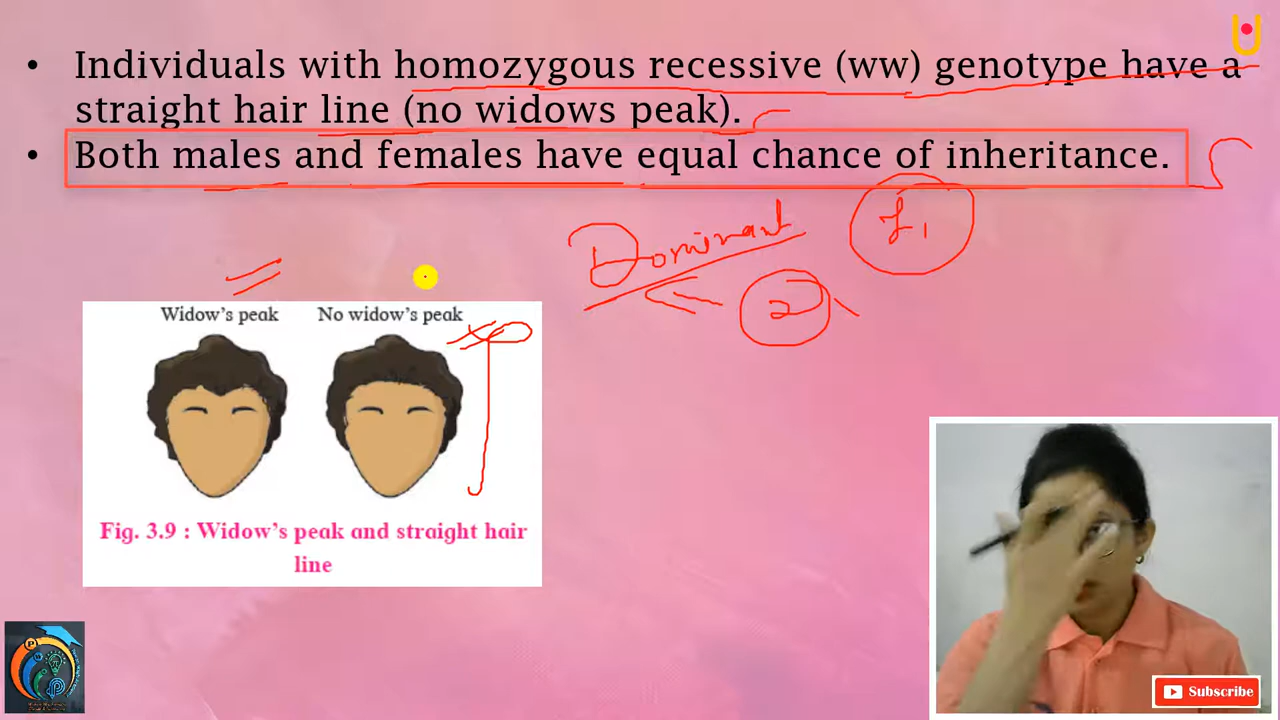 • Individuals with homozygous recessive (ww) genotype have a
straight hair line (no widows peak).
• Both males and females have equal chance of inheritance.
Dominant
2
Widow's peak No widow's peak
Fig. 3.9 : Widow's peak and straight hair
line
Subscribe